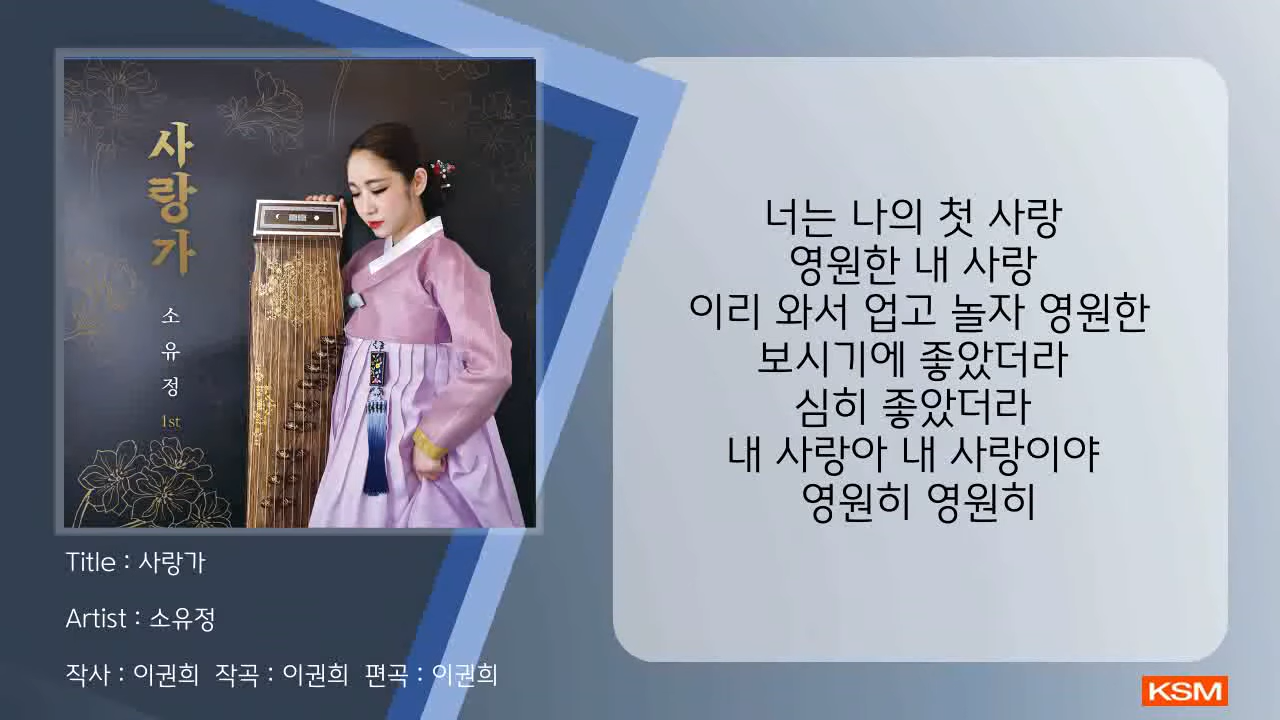 사랑가
소유정
1st
Title : 사랑가
Artist : 소유정
작사 : 이권희 작곡 : 이권희 편곡 : 이권희
너는 나의 첫 사랑
영원한 내 사랑
이리 와서 업고 놀자 영원한
보시기에 좋았더라
심히 좋았더라
내 사랑아 내 사랑이야
영원히 영원히
KSM